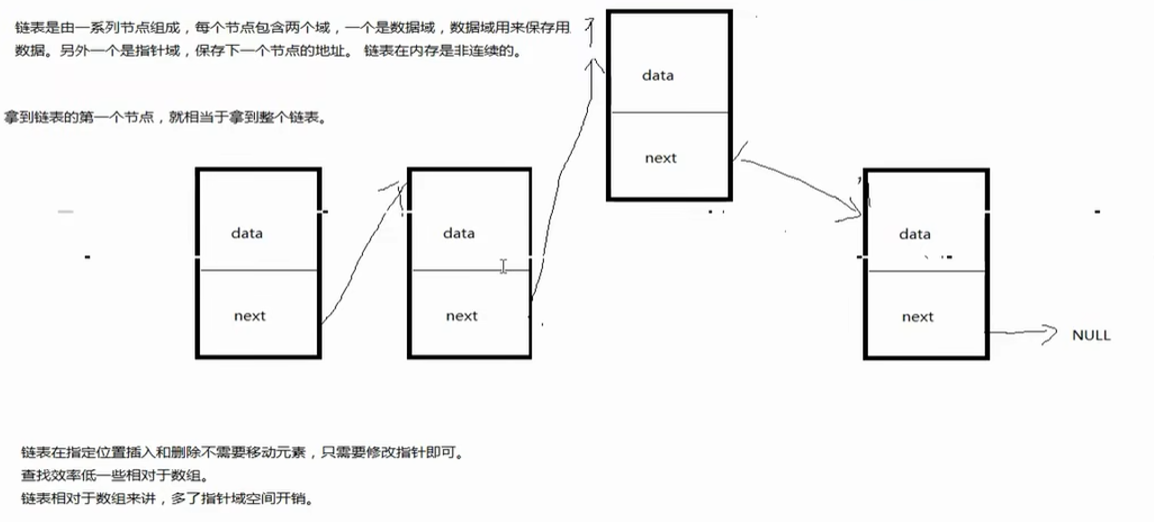 链表是由一系列节点组成，每个节点包含两个域，一个是数据域，数据域用来保存用
数据。另外一个是指针域，保存下一个节点的地址。 链表在内存是非连续的。
拿到链表的第一个节点，就相当于拿到整个链表。
data
next
data
next
data
next
data
next
NULL
链表在指定位置插入和删除不需要移动元素，只需要修改指针即可。
查找效率低一些相对于数组。
链表相对于数组来讲，多了指针域空间开销。